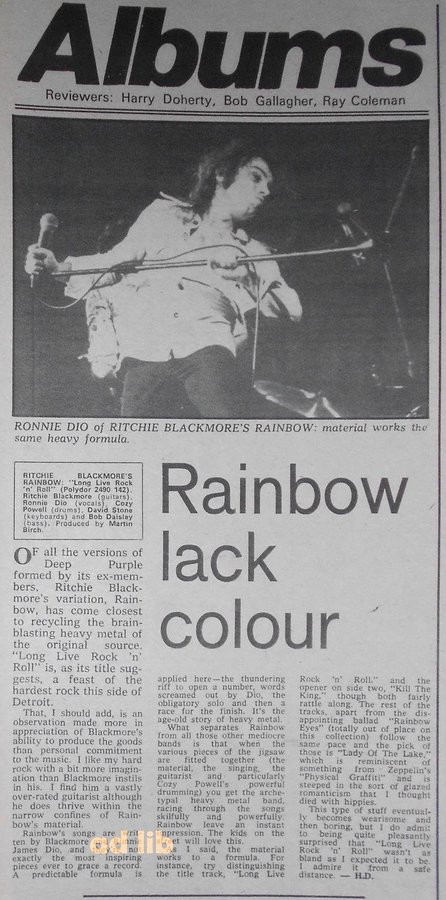 Albums
Reviewers: Harry Doherty, Bob Gallagher, Ray Coleman
RONNIE DIO of RITCHIE BLACKMORE'S RAINBOW: material works the
same heavy formula.
RITCHIE BLACKMORE'S
RAINBOW: "Long Live Rock
'n' Roll" (Polydor 2490 142).
Ritchie Blackmore (guitars),
Ronnie Dio (vocals), Cozy
Powell (drums), David Stone
(keyboards) and Bob Daisley
(bass). Produced by Martin
Birch.
Rainbow
lack
colour
OF all the versions of
Deep Purple
formed by its ex-mem-
bers, Ritchie Black-
more's variation, Rain-
bow, has come closest
to recycling the brain-
blasting heavy metal of
the original source.
"Long Live Rock 'n'
Roll" is, as its title sug-
gests, a feast of the
hardest rock this side of
Detroit.
That, I should add, is an
observation made more in
appreciation of Blackmore's
ability to produce the goods
than personal commitment
to the music. I like my hard
rock with a bit more imagin-
ation than Blackmore instils
in his. I find him a vastly
over-rated guitarist although
he does thrive within the
narrow confines of Rain-
bow's material.
Rainbow's songs are writ-
ten by Blackmore
James Dio, and
exactly the most inspiring
pieces ever to grace a record.
A predictable formula is
applied here—the thundering
riff to open a number, words
screamed out by Dio, the
obligatory solo and then a
race for the finish. It's the
age-old story of heavy metal.
What separates Rainbow
from all those other mediocre
bands is that when the
various pieces of the jigsaw
are fitted together (the
material, the singing, the
guitarist and particularly
Cozy Powell's powerful
drumming) you get the arche-
typal heavy metal band,
racing through the songs
skilfully and powerfully.
Rainbow leave an instant
impression. The kids on the
will love this.
As I said, the material
works to a formula. For
instance, try distinguishing
the title track, "Long Live
Rock 'n' Roll." and the
opener on side two, "Kill The
King," though both fairly
rattle along. The rest of the
tracks, apart from the dis-
appointing ballad "Rainbow
Eyes" (totally out of place on
this collection) follow the
same pace and the pick of
those is "Lady Of The Lake,"
which is reminiscent of
something from Zeppelin's
"Physical Graffiti" and is
steeped in the sort of glazed
romanticism that I thought
died with hippies.
This type of stuff eventual-
ly becomes wearisome and
then boring, but I do admit
to being quite pleasantly
surprised that "Long Live
Rock 'n' Roll" wasn't as
bland as I expected it to be.
I admire it from a safe
distance. — H.D.
ad lib